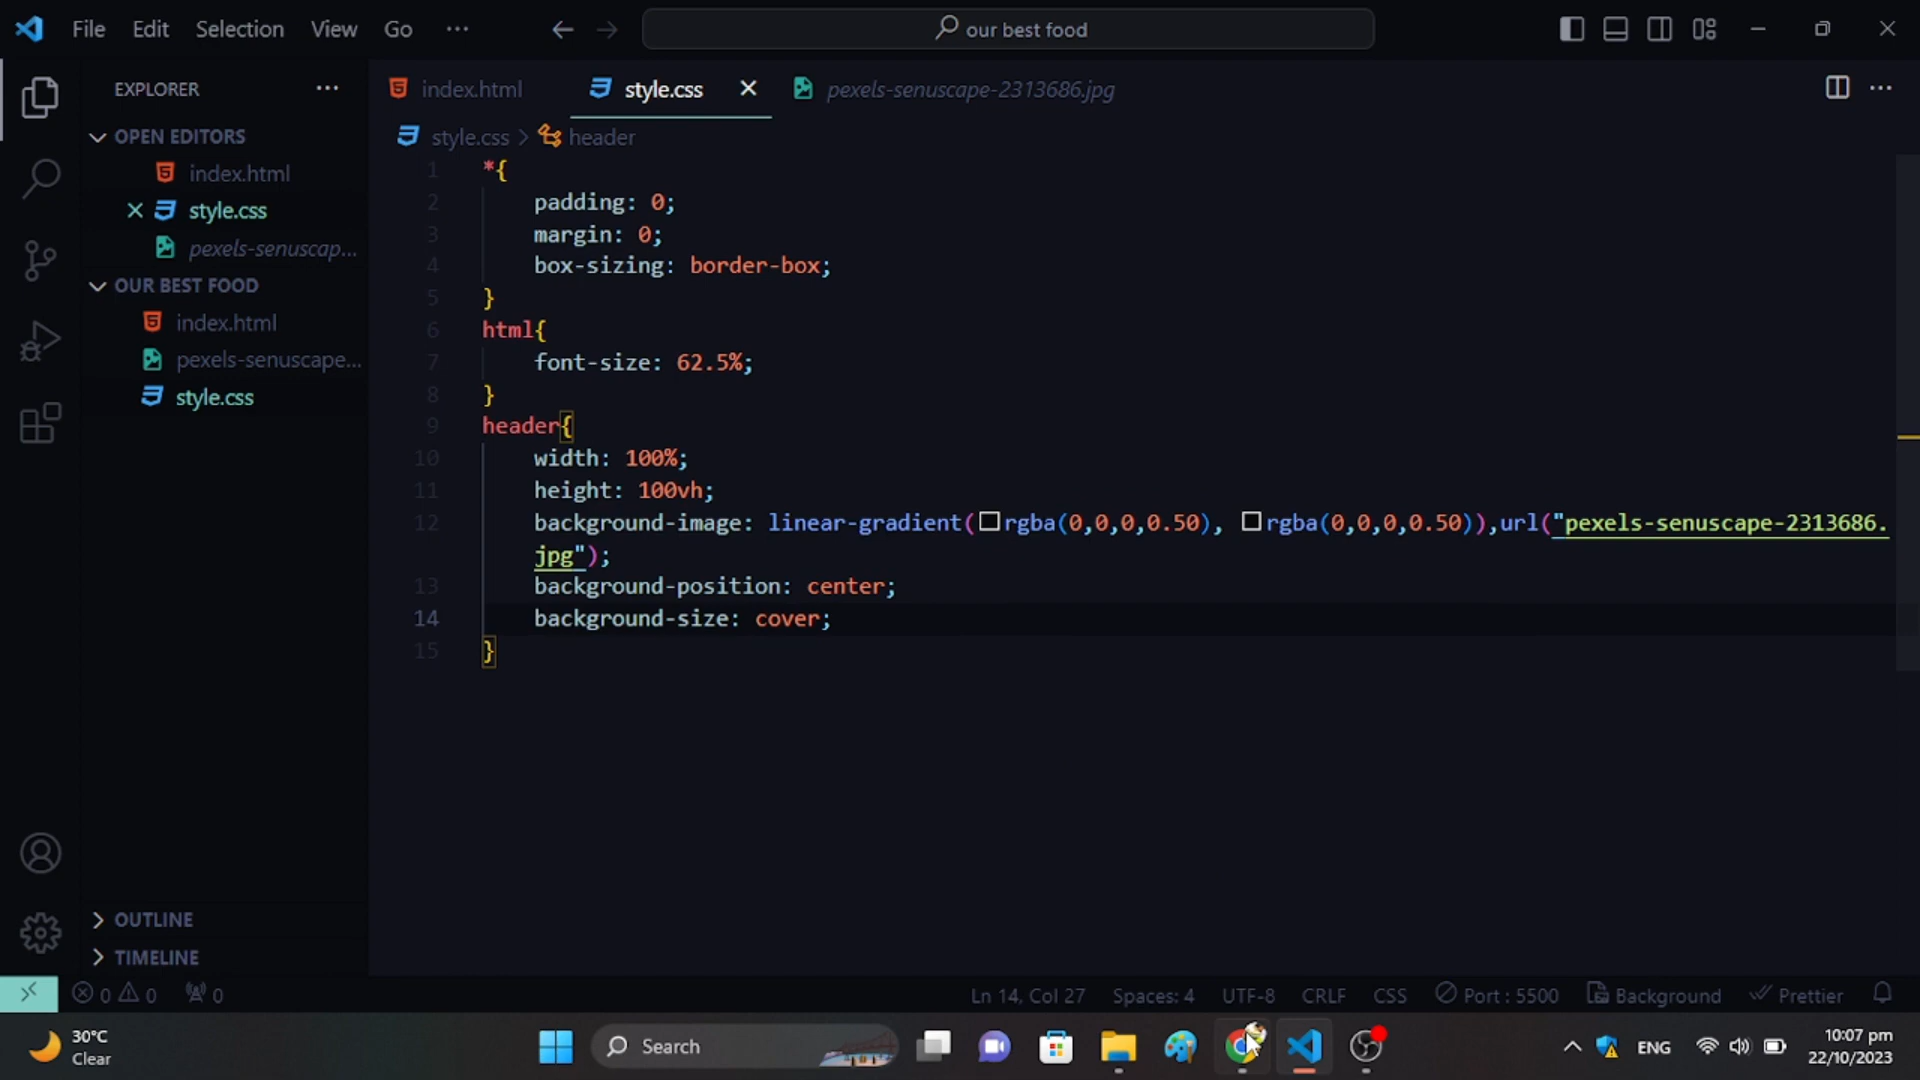 File Edit Selection View Go ··· our best food
EXPLORER ···
index.html style.css pexels-senuscape-2313686.jpg ···
OPEN EDITORS
index.html
style.css
pexels-senuscap...
OUR BEST FOOD
index.html
pexels-senuscape...
style.css
style.css > header
1 *{
2 padding: 0;
3 margin: 0;
4 box-sizing: border-box;
5 }
6 html{
7 font-size: 62.5%;
8 }
9 header{
10 width: 100%;
11 height: 100vh;
12 background-image: linear-gradient(rgba(0,0,0,0.50), rgba(0,0,0,0.50)),url("pexels-senuscape-2313686.
jpg");
13 background-position: center;
14 background-size: cover;
15 }
OUTLINE
TIMELINE
0 0 0 Ln 14, Col 27 Spaces: 4 UTF-8 CRLF CSS Port : 5500 Background Prettier
30°C
Clear
Search
ENG
10:07 pm
22/10/2023